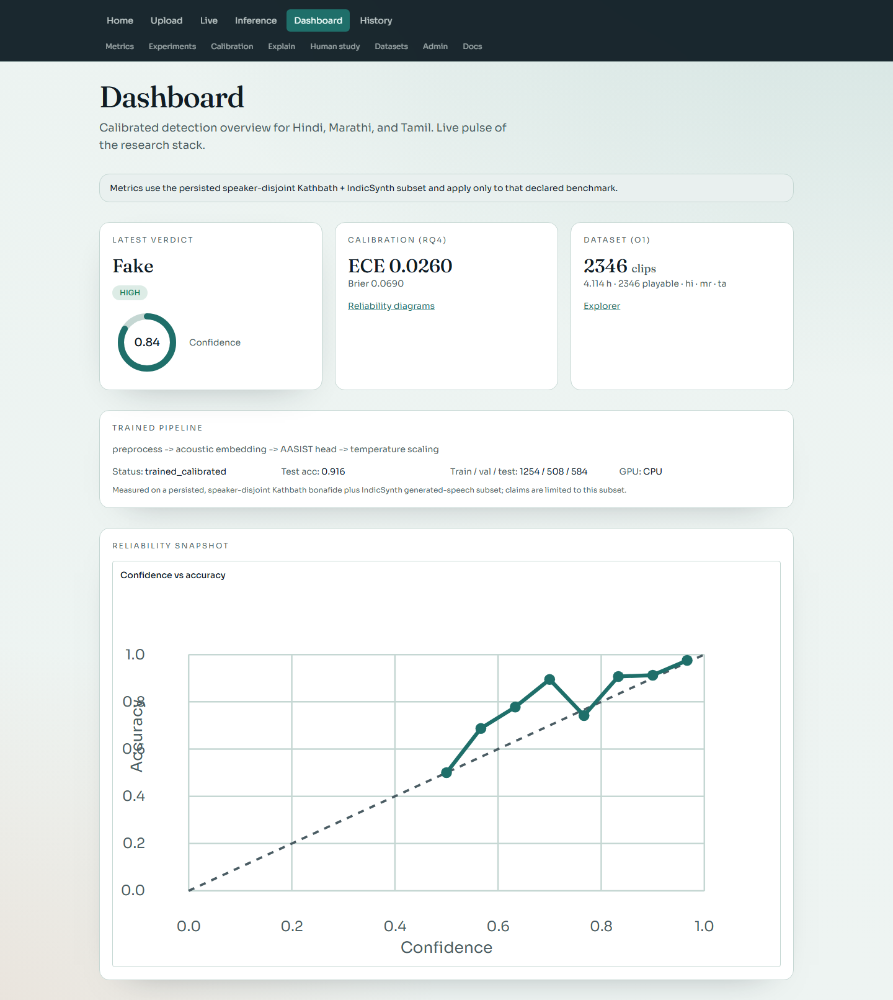 Home Upload Live Inference Dashboard History
Metrics Experiments Calibration Explain Human study Datasets Admin Docs
Dashboard
Calibrated detection overview for Hindi, Marathi, and Tamil. Live pulse of
the research stack.
Metrics use the persisted speaker-disjoint Kathbath + IndicSynth subset and apply only to that declared benchmark.
LATEST VERDICT
Fake
HIGH
0.84
Confidence
CALIBRATION (RQ4)
ECE 0.0260
Brier 0.0690
Reliability diagrams
DATASET (O1)
2346 clips
4.114 h · 2346 playable · hi · mr · ta
Explorer
TRAINED PIPELINE
preprocess -> acoustic embedding -> AASIST head -> temperature scaling
Status: trained_calibrated Test acc: 0.916 Train / val / test: 1254 / 508 / 584 GPU: CPU
Measured on a persisted, speaker-disjoint Kathbath bonafide plus IndicSynth generated-speech subset; claims are limited to this subset.
RELIABILITY SNAPSHOT
Confidence vs accuracy
1.0
0.8
Accuracy
0.6
0.4
0.2
0.0
0.0 0.2 0.4 0.6 0.8 1.0
Confidence